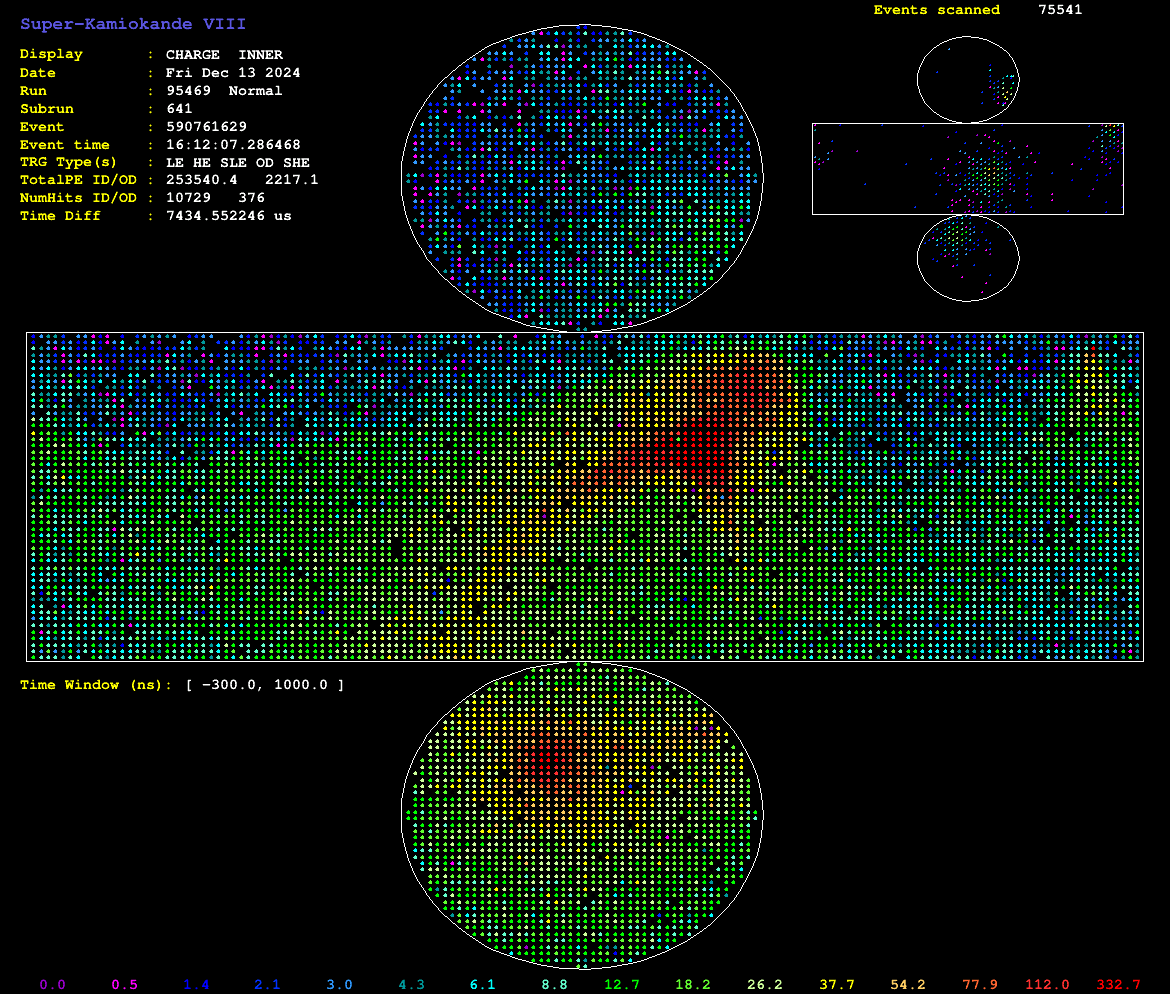 Super-Kamiokande VIII
Events scanned 75541
Display : CHARGE INNER
Date : Fri Dec 13 2024
Run : 95469 Normal
Subrun : 641
Event : 590761629
Event time : 16:12:07.286468
TRG Type(s) : LE HE SLE OD SHE
TotalPE ID/OD : 253540.4 2217.1
NumHits ID/OD : 10729 376
Time Diff : 7434.552246 us
Time Window (ns): [ −300.0, 1000.0 ]
0.0 0.5 1.4 2.1 3.0 4.3 6.1 8.8 12.7 18.2 26.2 37.7 54.2 77.9 112.0 332.7